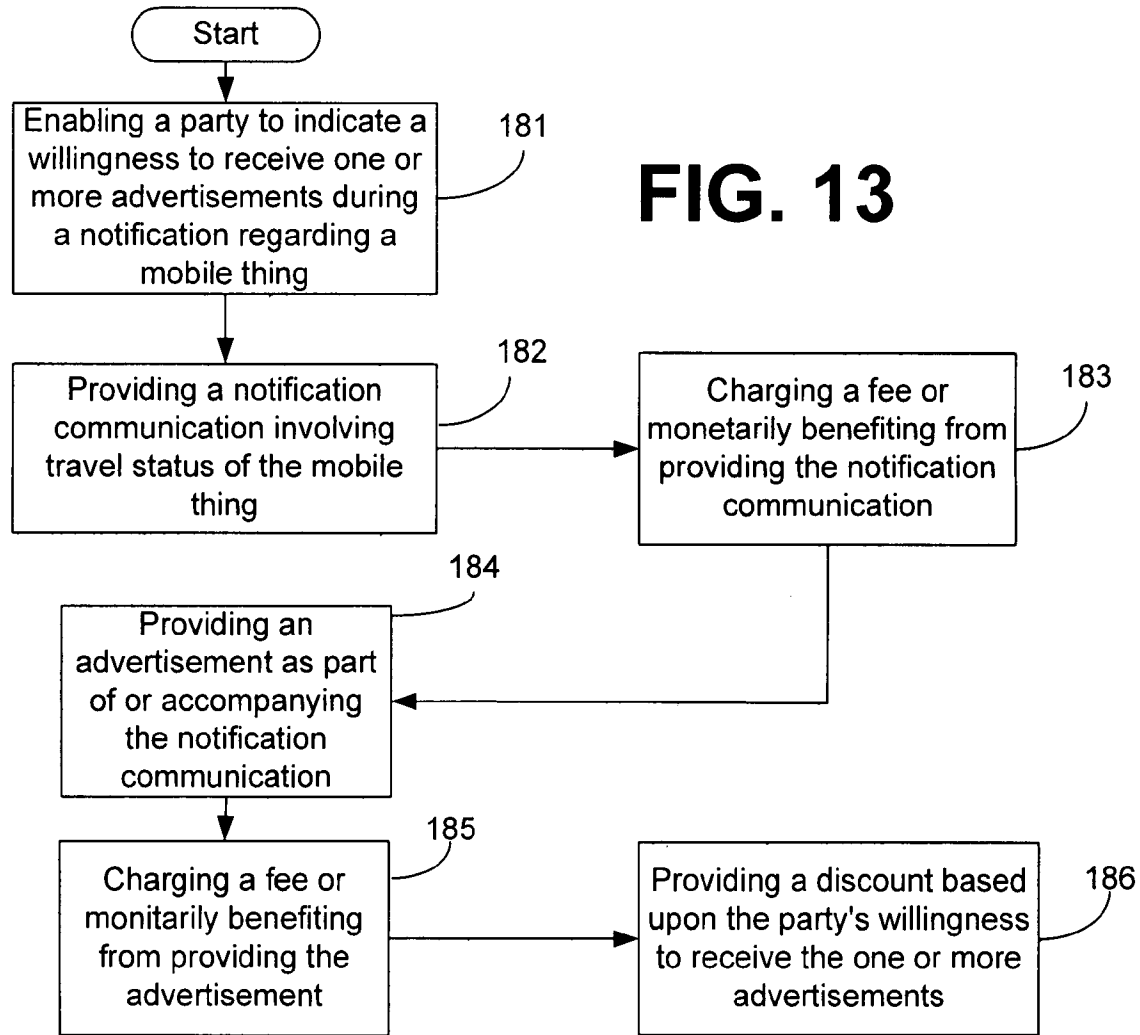 Start
Enabling a party to indicate a
willingness to receive one or
more advertisements during
a notification regarding a
mobile thing
181
FIG. 13
Providing a notification
communication involving
travel status of the mobile
thing
182
Charging a fee or
monetarily benefiting from
providing the notification
communication
183
184
Providing an
advertisement as part
of or accompanying
the notification
communication
185
Charging a fee or
monitarily benefiting
from providing the
advertisement
Providing a discount based
upon the party's willingness
to receive the one or more
advertisements
186